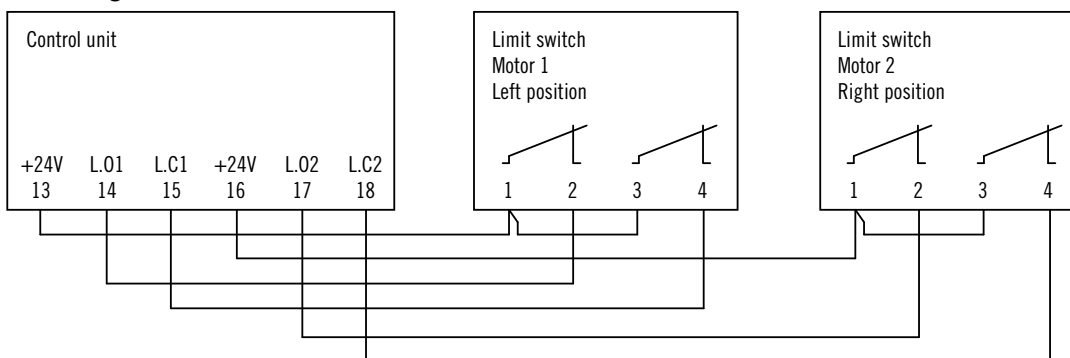 Control unit
+24V L.O1 L.C1 +24V L.O2 L.C2
13 14 15 16 17 18
Limit switch
Motor 1
Left position
1 2 3 4
Limit switch
Motor 2
Right position
1 2 3 4